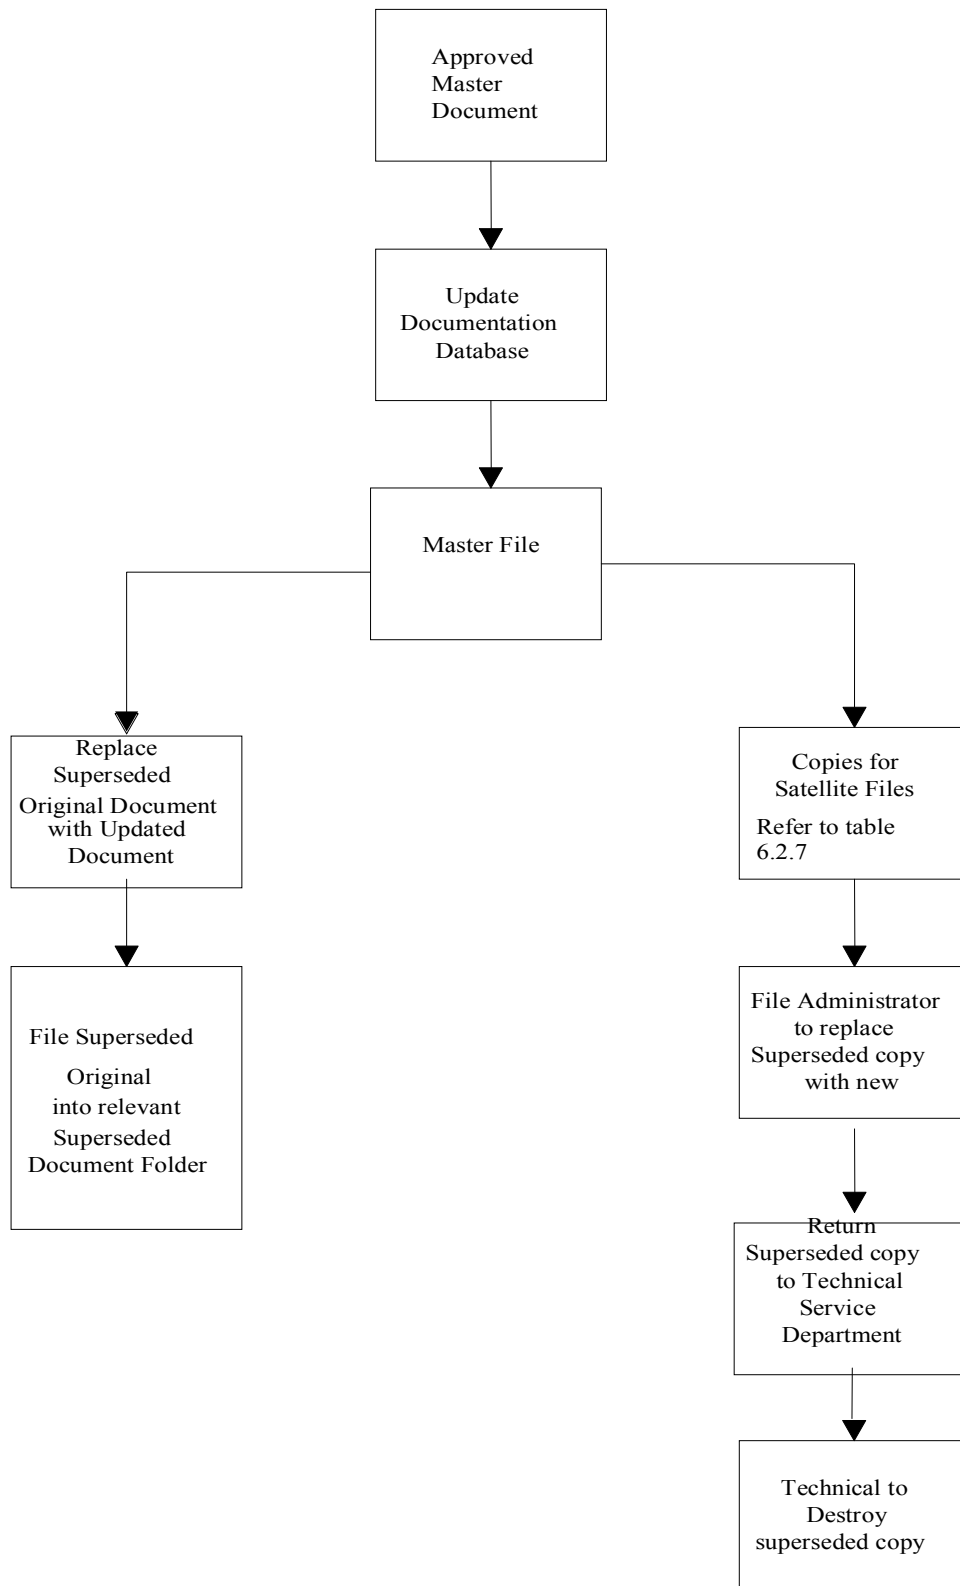 Approved
Master
Document
Update
Documentation
Database
Master File
Replace
Superseded
Original Document
with Updated
Document
File Superseded
Original
into relevant
Superseded
Document Folder
Copies for
Satellite Files
Refer to table
6.2.7
File Administrator
to replace
Superseded copy
with new
Return
Superseded copy
to Technical
Service
Department
Technical to
Destroy
superseded copy